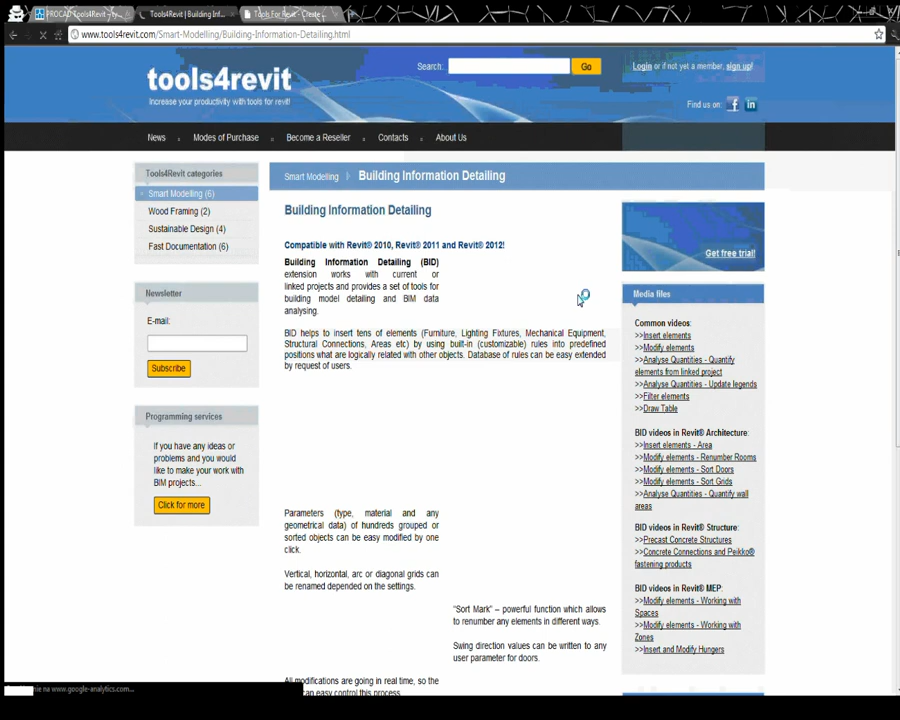 Tools4Revit | Building Inf...
Tools For Revit - Create
www.tools4revit.com/Smart-Modelling/Building-Information-Detailing.html
tools4revit
Increase your productivity with tools for revit!
Search:
Go
Login or if not yet a member, sign up!
Find us on:
News
Modes of Purchase
Become a Reseller
Contacts
About Us
Tools4Revit categories
Smart Modelling (6)
Wood Framing (2)
Sustainable Design (4)
Fast Documentation (6)
Newsletter
E-mail:
Subscribe
Programming services
If you have any ideas or
problems and you would
like to make your work with
BIM projects...
Click for more
Smart Modelling
Building Information Detailing
Building Information Detailing
Compatible with Revit® 2010, Revit® 2011 and Revit® 2012!
Building Information Detailing (BID)
extension works with current or
linked projects and provides a set of tools for
building model detailing and BIM data
analysing.
BID helps to insert tens of elements (Furniture, Lighting Fixtures, Mechanical Equipment,
Structural Connections, Areas etc) by using built-in (customizable) rules into predefined
positions what are logically related with other objects. Database of rules can be easy extended
by request of users.
Parameters (type, material and any
geometrical data) of hundreds grouped or
sorted objects can be easy modified by one
click.
Vertical, horizontal, arc or diagonal grids can
be renamed depended on the settings.
"Sort Mark" – powerful function which allows
to renumber any elements in different ways.
Swing direction values can be written to any
user parameter for doors.
All modifications are going in real time, so the
can easy control this process.
Get free trial!
Media files
Common videos:
>>Insert elements
>>Modify elements
>>Analyse Quantities - Quantify
elements from linked project
>>Analyse Quantities - Update legends
>>Filter elements
>>Draw Table
BID videos in Revit® Architecture:
>>Insert elements - Area
>>Modify elements - Renumber Rooms
>>Modify elements - Sort Doors
>>Modify elements - Sort Grids
>>Analyse Quantities - Quantify wall
areas
BID videos in Revit® Structure:
>>Precast Concrete Structures
>>Concrete Connections and Peikko®
fastening products
BID videos in Revit® MEP:
>>Modify elements - Working with
Spaces
>>Modify elements - Working with
Zones
>>Insert and Modify Hungers
na www.google-analytics.com...